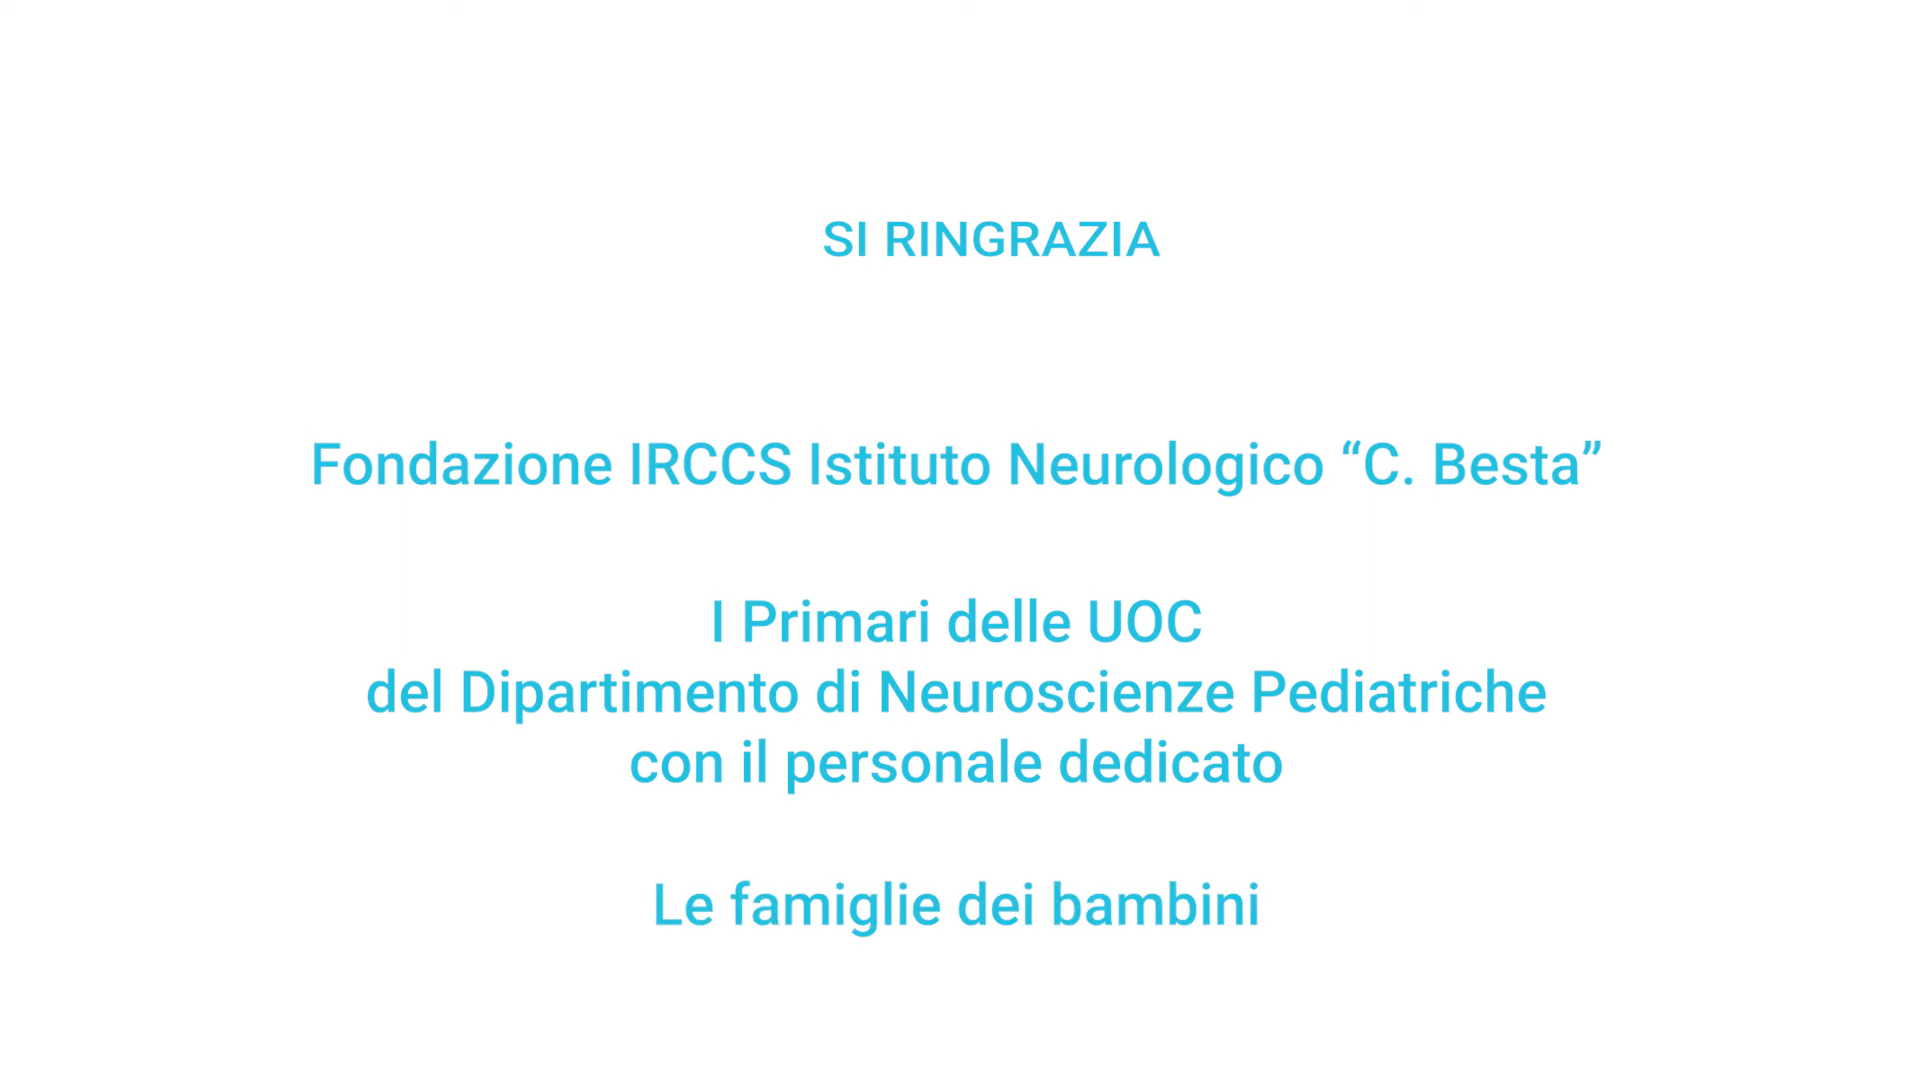 SI RINGRAZIA
Fondazione IRCCS Istituto Neurologico “C. Besta”
I Primari delle UOC
del Dipartimento di Neuroscienze Pediatriche
con il personale dedicato
Le famiglie dei bambini